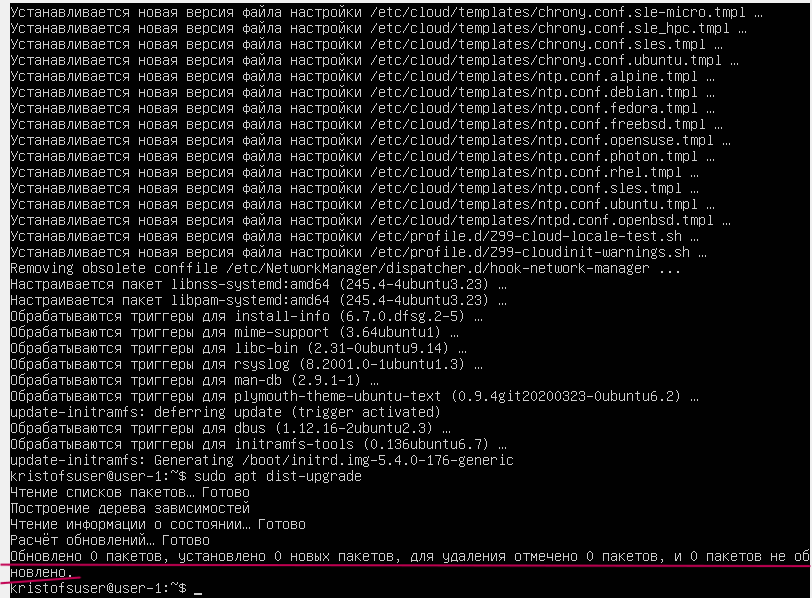 Устанавливается новая версия файла настройки /etc/cloud/templates/chrony.conf.sle-micro.tmpl …
Устанавливается новая версия файла настройки /etc/cloud/templates/chrony.conf.sle_hpc.tmpl …
Устанавливается новая версия файла настройки /etc/cloud/templates/chrony.conf.sles.tmpl …
Устанавливается новая версия файла настройки /etc/cloud/templates/chrony.conf.ubuntu.tmpl …
Устанавливается новая версия файла настройки /etc/cloud/templates/ntp.conf.alpine.tmpl …
Устанавливается новая версия файла настройки /etc/cloud/templates/ntp.conf.debian.tmpl …
Устанавливается новая версия файла настройки /etc/cloud/templates/ntp.conf.fedora.tmpl …
Устанавливается новая версия файла настройки /etc/cloud/templates/ntp.conf.freebsd.tmpl …
Устанавливается новая версия файла настройки /etc/cloud/templates/ntp.conf.opensuse.tmpl …
Устанавливается новая версия файла настройки /etc/cloud/templates/ntp.conf.photon.tmpl …
Устанавливается новая версия файла настройки /etc/cloud/templates/ntp.conf.rhel.tmpl …
Устанавливается новая версия файла настройки /etc/cloud/templates/ntp.conf.sles.tmpl …
Устанавливается новая версия файла настройки /etc/cloud/templates/ntp.conf.ubuntu.tmpl …
Устанавливается новая версия файла настройки /etc/cloud/templates/ntpd.conf.openbsd.tmpl …
Устанавливается новая версия файла настройки /etc/profile.d/Z99-cloud-locale-test.sh …
Устанавливается новая версия файла настройки /etc/profile.d/Z99-cloudinit-warnings.sh …
Removing obsolete conffile /etc/NetworkManager/dispatcher.d/hook-network-manager ...
Настраивается пакет libnss-systemd:amd64 (245.4-4ubuntu3.23) …
Настраивается пакет libpam-systemd:amd64 (245.4-4ubuntu3.23) …
Обрабатываются триггеры для install-info (6.7.0.dfsg.2-5) …
Обрабатываются триггеры для mime-support (3.64ubuntu1) …
Обрабатываются триггеры для libc-bin (2.31-0ubuntu9.14) …
Обрабатываются триггеры для rsyslog (8.2001.0-1ubuntu1.3) …
Обрабатываются триггеры для man-db (2.9.1-1) …
Обрабатываются триггеры для plymouth-theme-ubuntu-text (0.9.4git20200323-0ubuntu6.2) …
update-initramfs: deferring update (trigger activated)
Обрабатываются триггеры для dbus (1.12.16-2ubuntu2.3) …
Обрабатываются триггеры для initramfs-tools (0.136ubuntu6.7) …
update-initramfs: Generating /boot/initrd.img-5.4.0-176-generic
kristofsuser@user-1:~$ sudo apt dist-upgrade
Чтение списков пакетов… Готово
Построение дерева зависимостей
Чтение информации о состоянии… Готово
Расчёт обновлений… Готово
Обновлено 0 пакетов, установлено 0 новых пакетов, для удаления отмечено 0 пакетов, и 0 пакетов не об
новлено.
kristofsuser@user-1:~$ _